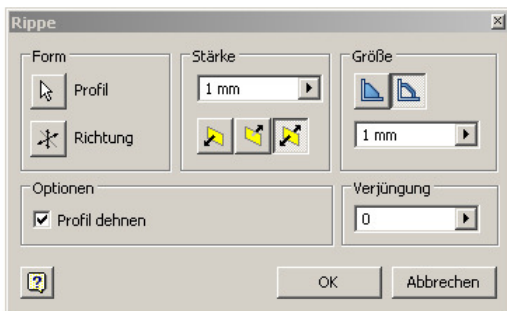 Rippe
Form
Stärke
Größe
Profil
1 mm
Richtung
1 mm
Optionen
Verjüngung
Profil dehnen
0
OK
Abbrechen